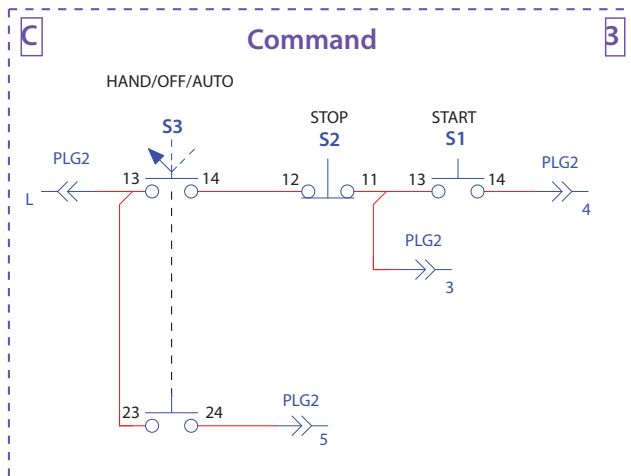 C Command 3
HAND/OFF/AUTO
S3
STOP
S2
START
S1
PLG2
L
13 14
12 11
13 14
PLG2
4
PLG2
3
23 24
PLG2
5